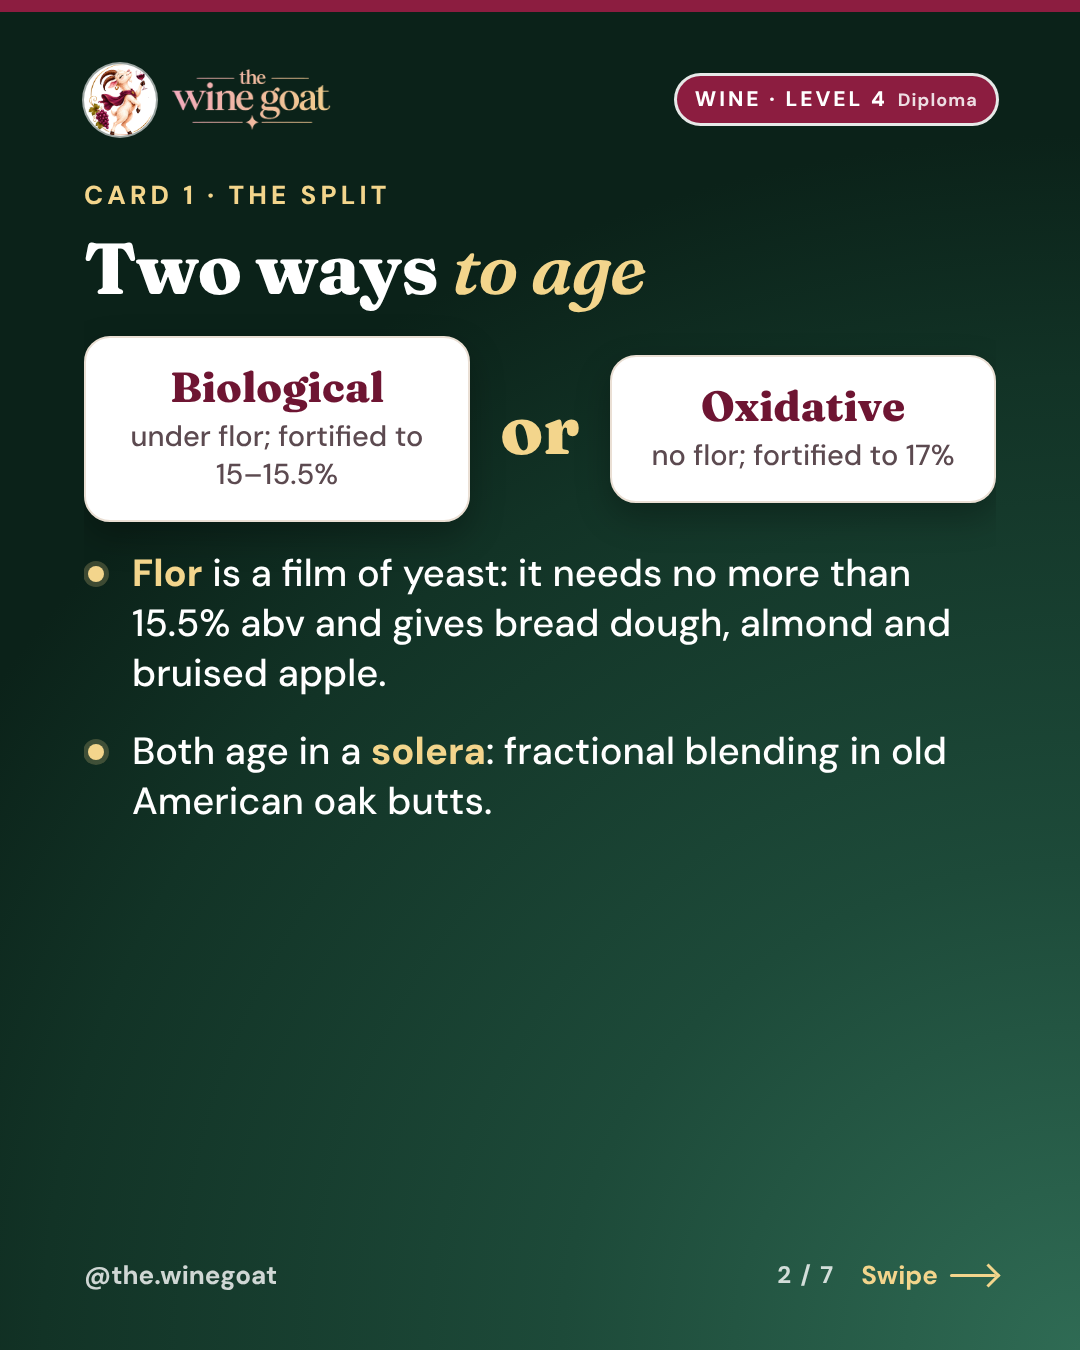 the
wine goat
WINE · LEVEL 4 Diploma
CARD 1 · THE SPLIT
Two ways to age
Biological
under flor; fortified to
15–15.5%
or
Oxidative
no flor; fortified to 17%
Flor is a film of yeast: it needs no more than
15.5% abv and gives bread dough, almond and
bruised apple.
Both age in a solera: fractional blending in old
American oak butts.
@the.winegoat
2 / 7 Swipe